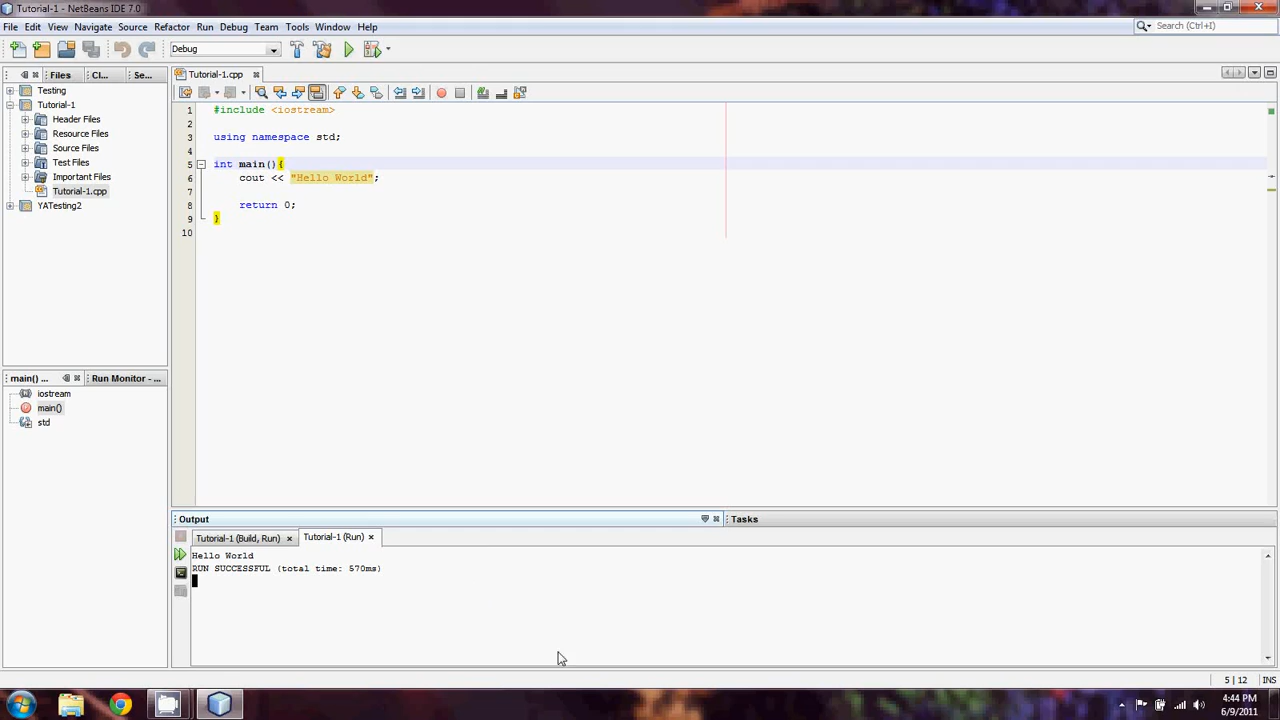 Tutorial-1 - NetBeans IDE 7.0
File Edit View Navigate Source Refactor Run Debug Team Tools Window Help
Search (Ctrl+I)
Debug
Files Cl... Se...
Tutorial-1.cpp
Testing
Tutorial-1
Header Files
Resource Files
Source Files
Test Files
Important Files
Tutorial-1.cpp
YATesting2
1 #include <iostream>
2
3 using namespace std;
4
5 int main(){
6 cout << "Hello World";
7
8 return 0;
9 }
10
main() ... Run Monitor - ...
iostream
main()
std
Output
Tasks
Tutorial-1 (Build, Run) Tutorial-1 (Run)
Hello World
RUN SUCCESSFUL (total time: 570ms)
5 | 12 INS
4:44 PM
6/9/2011